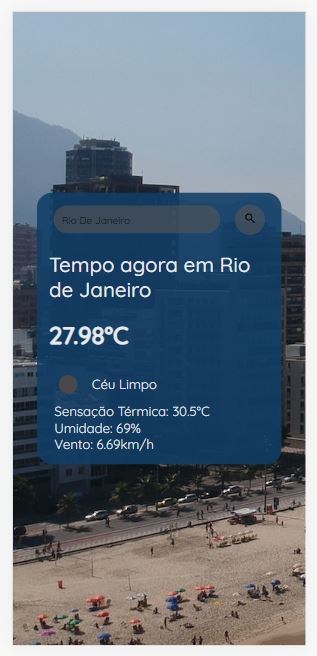 Rio De Janeiro
Tempo agora em Rio
de Janeiro
27.98°C
Céu Limpo
Sensação Térmica: 30.5°C
Umidade: 69%
Vento: 6.69km/h